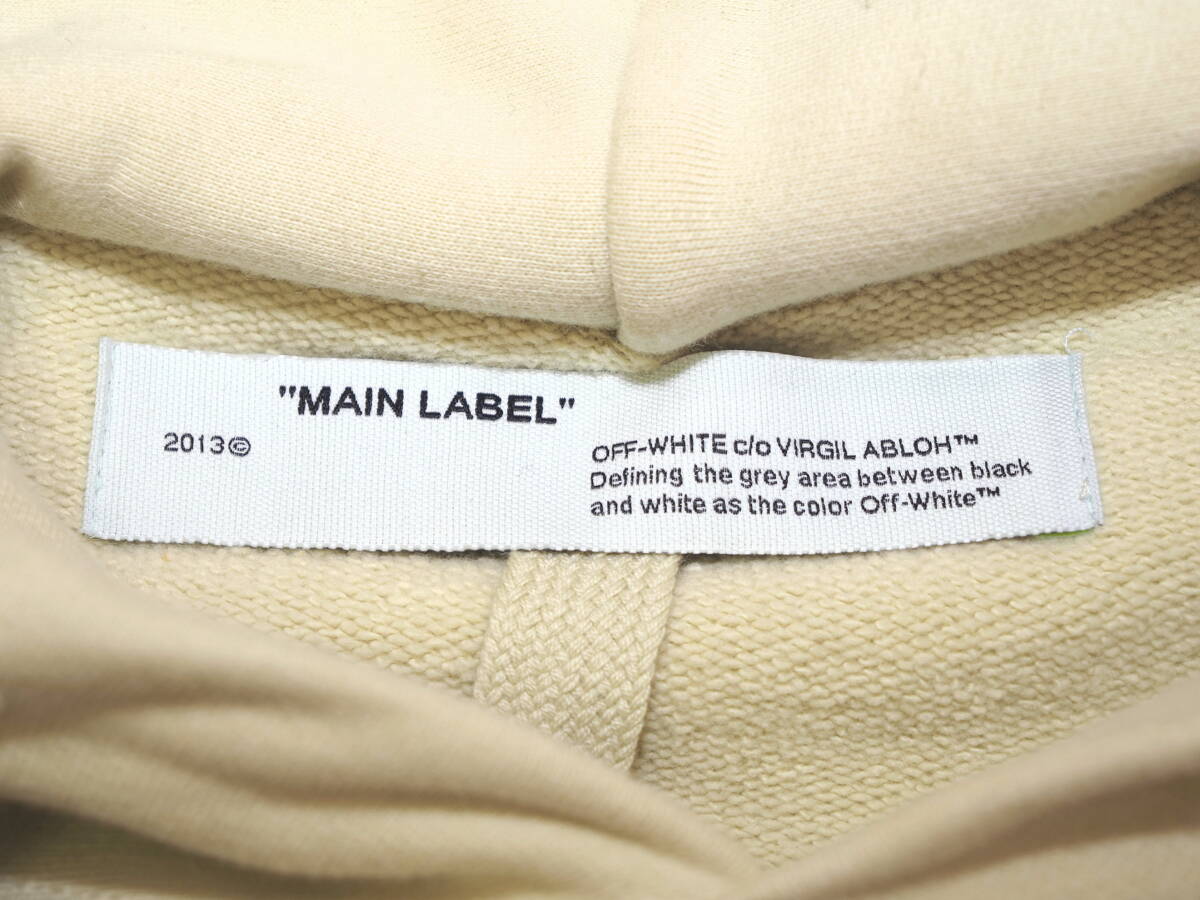 "MAIN LABEL"
2013©
OFF-WHITE c/o VIRGIL ABLOH™
Defining the grey area between black
and white as the color Off-White™